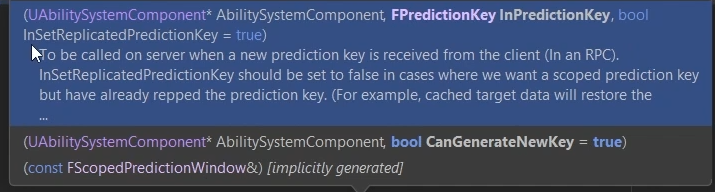 (UAbilitySystemComponent* AbilitySystemComponent, FPredictionKey InPredictionKey, bool
InSetReplicatedPredictionKey = true)
To be called on server when a new prediction key is received from the client (In an RPC).
InSetReplicatedPredictionKey should be set to false in cases where we want a scoped prediction key
but have already repped the prediction key. (For example, cached target data will restore the
...
(UAbilitySystemComponent* AbilitySystemComponent, bool CanGenerateNewKey = true)
(const FScopedPredictionWindow&) [implicitly generated]